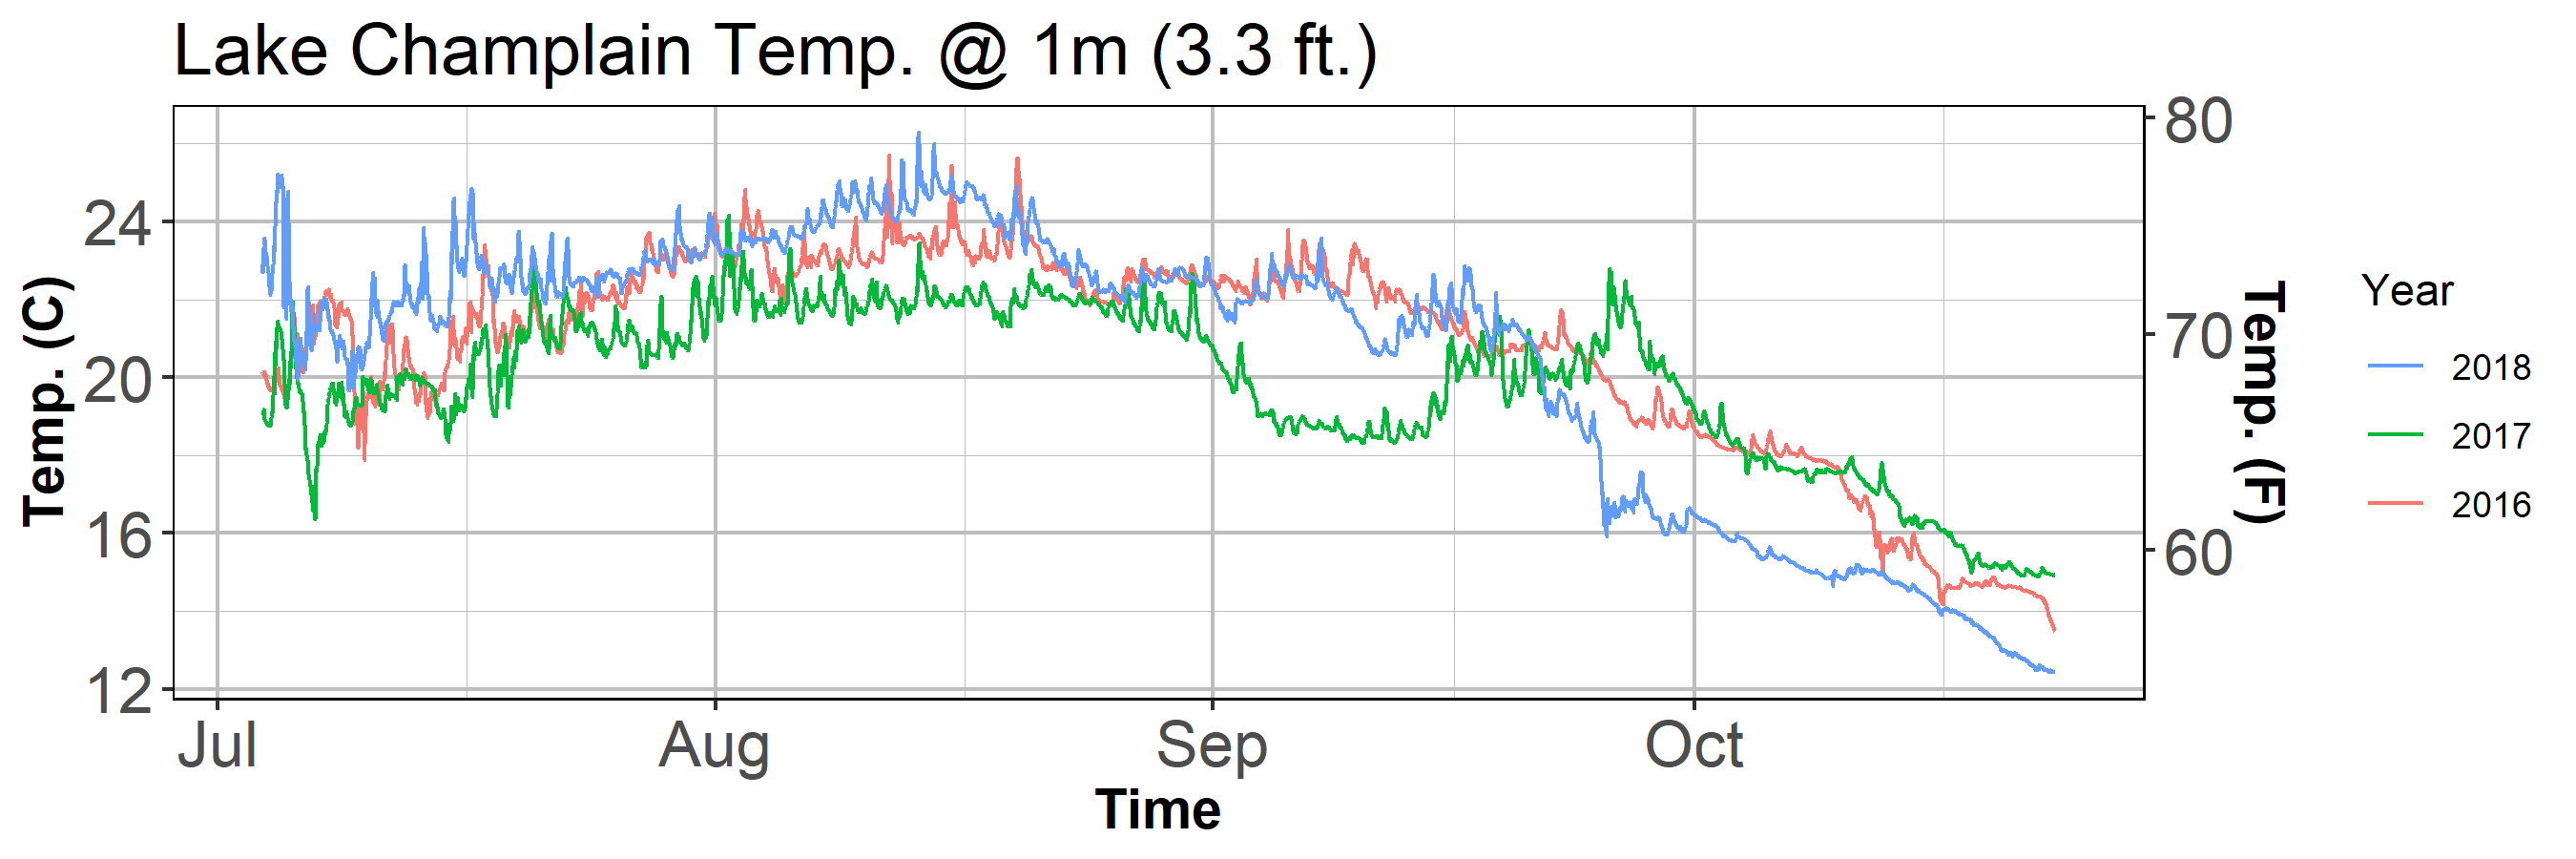 Lake Champlain Temp. @ 1m (3.3 ft.)
Temp. (C)
24
20
16
12
80
70
60
Temp. (F)
Jul
Aug
Sep
Oct
Time
Year
2018
2017
2016